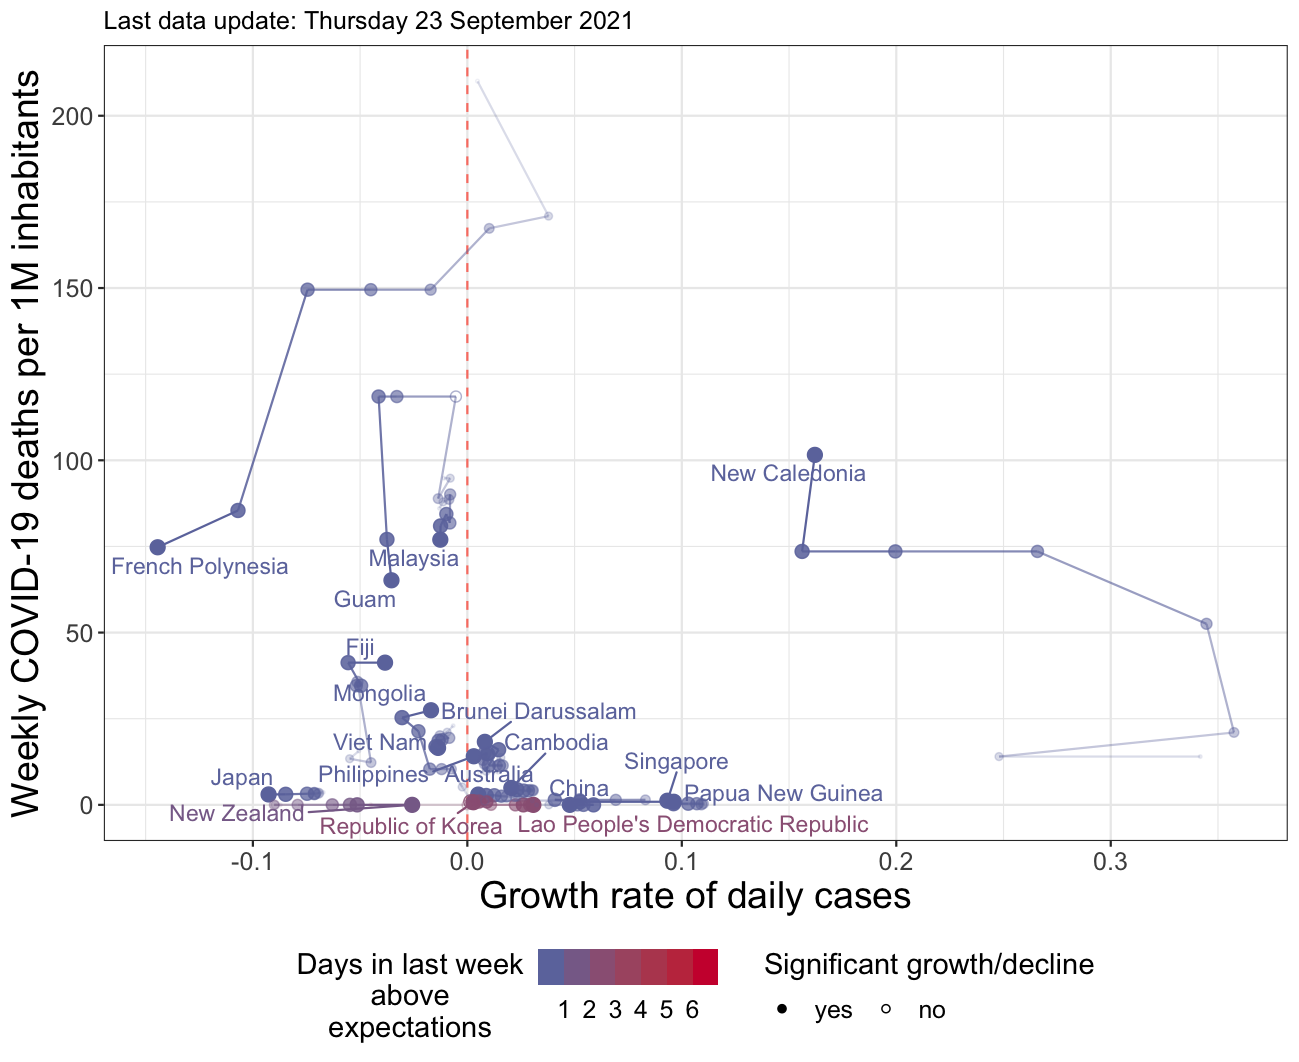 Last data update: Thursday 23 September 2021
Weekly COVID-19 deaths per 1M inhabitants
200
150
100
50
0
New Caledonia
French Polynesia
Malaysia
Guam
Fiji
Mongolia
Brunei Darussalam
Viet Nam
Cambodia
Philippines
Australia
Singapore
Japan
China
Papua New Guinea
New Zealand
Republic of Korea
Lao People's Democratic Republic
-0.1
0.0
0.1
0.2
0.3
Growth rate of daily cases
Days in last week
above
expectations
1 2 3 4 5 6
Significant growth/decline
yes
no